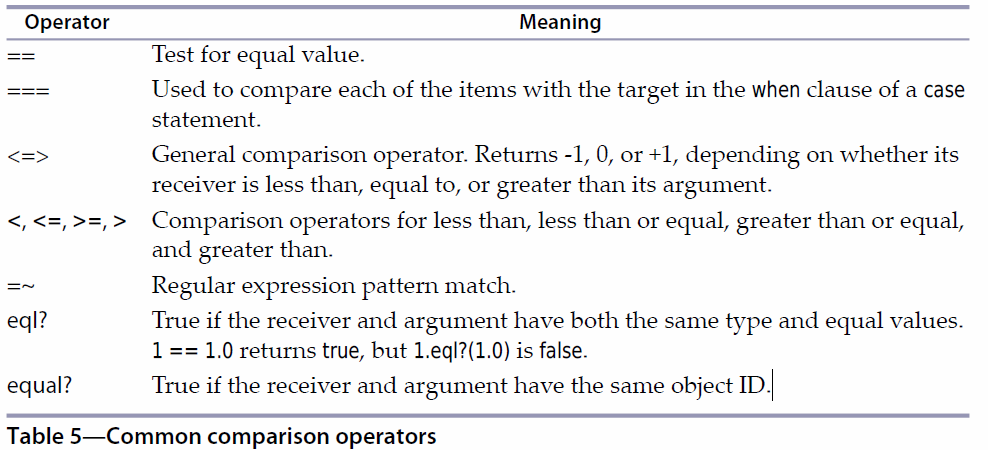 Operator Meaning
== Test for equal value.
=== Used to compare each of the items with the target in the when clause of a case
statement.
<=> General comparison operator. Returns -1, 0, or +1, depending on whether its
receiver is less than, equal to, or greater than its argument.
<, <=, >=, > Comparison operators for less than, less than or equal, greater than or equal,
and greater than.
=~ Regular expression pattern match.
eql? True if the receiver and argument have both the same type and equal values.
1 == 1.0 returns true, but 1.eql?(1.0) is false.
equal? True if the receiver and argument have the same object ID.
Table 5—Common comparison operators